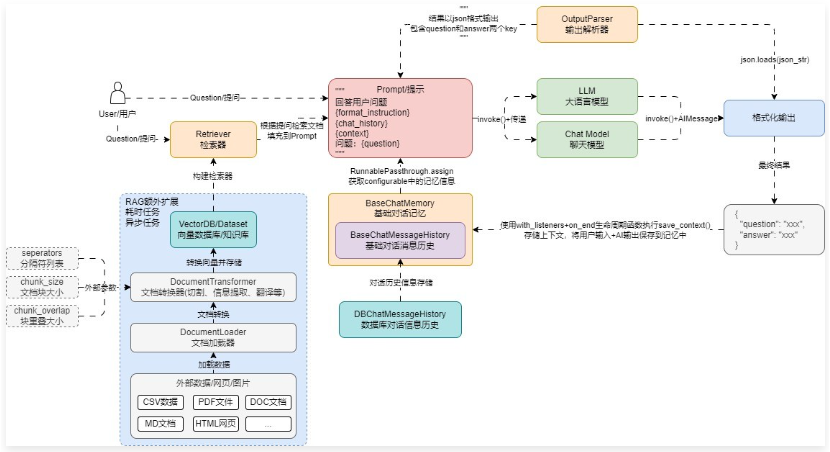 """
结果以json格式输出
包含question和answer两个key
"""
OutputParser
输出解析器
json.loads(json_str)
User/用户
Question/提问
Question/提问
Retriever
检索器
根据提问检索文档
填充到Prompt
Prompt/提示
"""
回答用户问题
{format_instruction}
{chat_history}
{context}
问题：{question}
"""
invoke()+传递
LLM
大语言模型
Chat Model
聊天模型
invoke()+AIMessage
格式化输出
最终结果
{
"question": "xxx",
"answer": "xxx"
}
使用with_listeners+on_end生命周期函数执行save_context()
存储上下文，将用户输入+AI输出保存到记忆中
RunnablePassthrough.assign
获取configurable中的记忆信息
BaseChatMemory
基础对话记忆
BaseChatMessageHistory
基础对话消息历史
对话历史信息存储
DBChatMessageHistory
数据库对话信息历史
构建检索器
RAG额外扩展
耗时任务
异步任务
VectorDB/Dataset
向量数据库/知识库
转换向量并存储
seperators
分隔符列表
chunk_size
文档块大小
chunk_overlap
块重叠大小
外部参数
DocumentTransformer
文档转换器(切割、信息提取、翻译等)
文档转换
DocumentLoader
文档加载器
加载数据
外部数据/网页/图片
CSV数据
PDF文件
DOC文档
MD文档
HTML网页
...